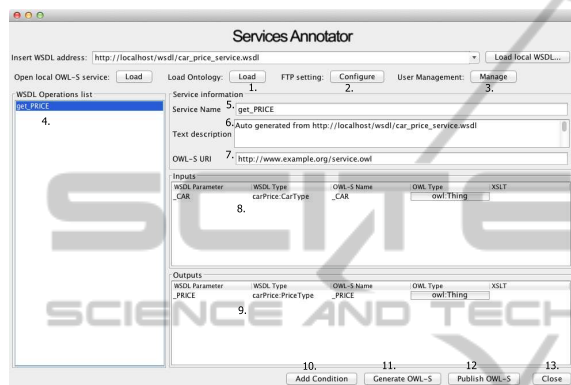 Services Annotator
Insert WSDL address: http://localhost/wsdl/car_price_service.wsdl Load local WSDL...
Open local OWL-S service: Load Load Ontology: Load FTP setting: Configure User Management: Manage
1. 2. 3.
WSDL Operations list
get_PRICE
4.
Service information
Service Name 5. get_PRICE
6. Auto generated from http://localhost/wsdl/car_price_service.wsdl
Text description
OWL-S URI 7. http://www.example.org/service.owl
Inputs
WSDL Parameter WSDL Type OWL-S Name OWL Type XSLT
_CAR carPrice:CarType _CAR owl:Thing
8.
Outputs
WSDL Parameter WSDL Type OWL-S Name OWL Type XSLT
_PRICE carPrice:PriceType _PRICE owl:Thing
9.
SCIENCE AND TECH
10. 11. 12 13.
Add Condition Generate OWL-S Publish OWL-S Close